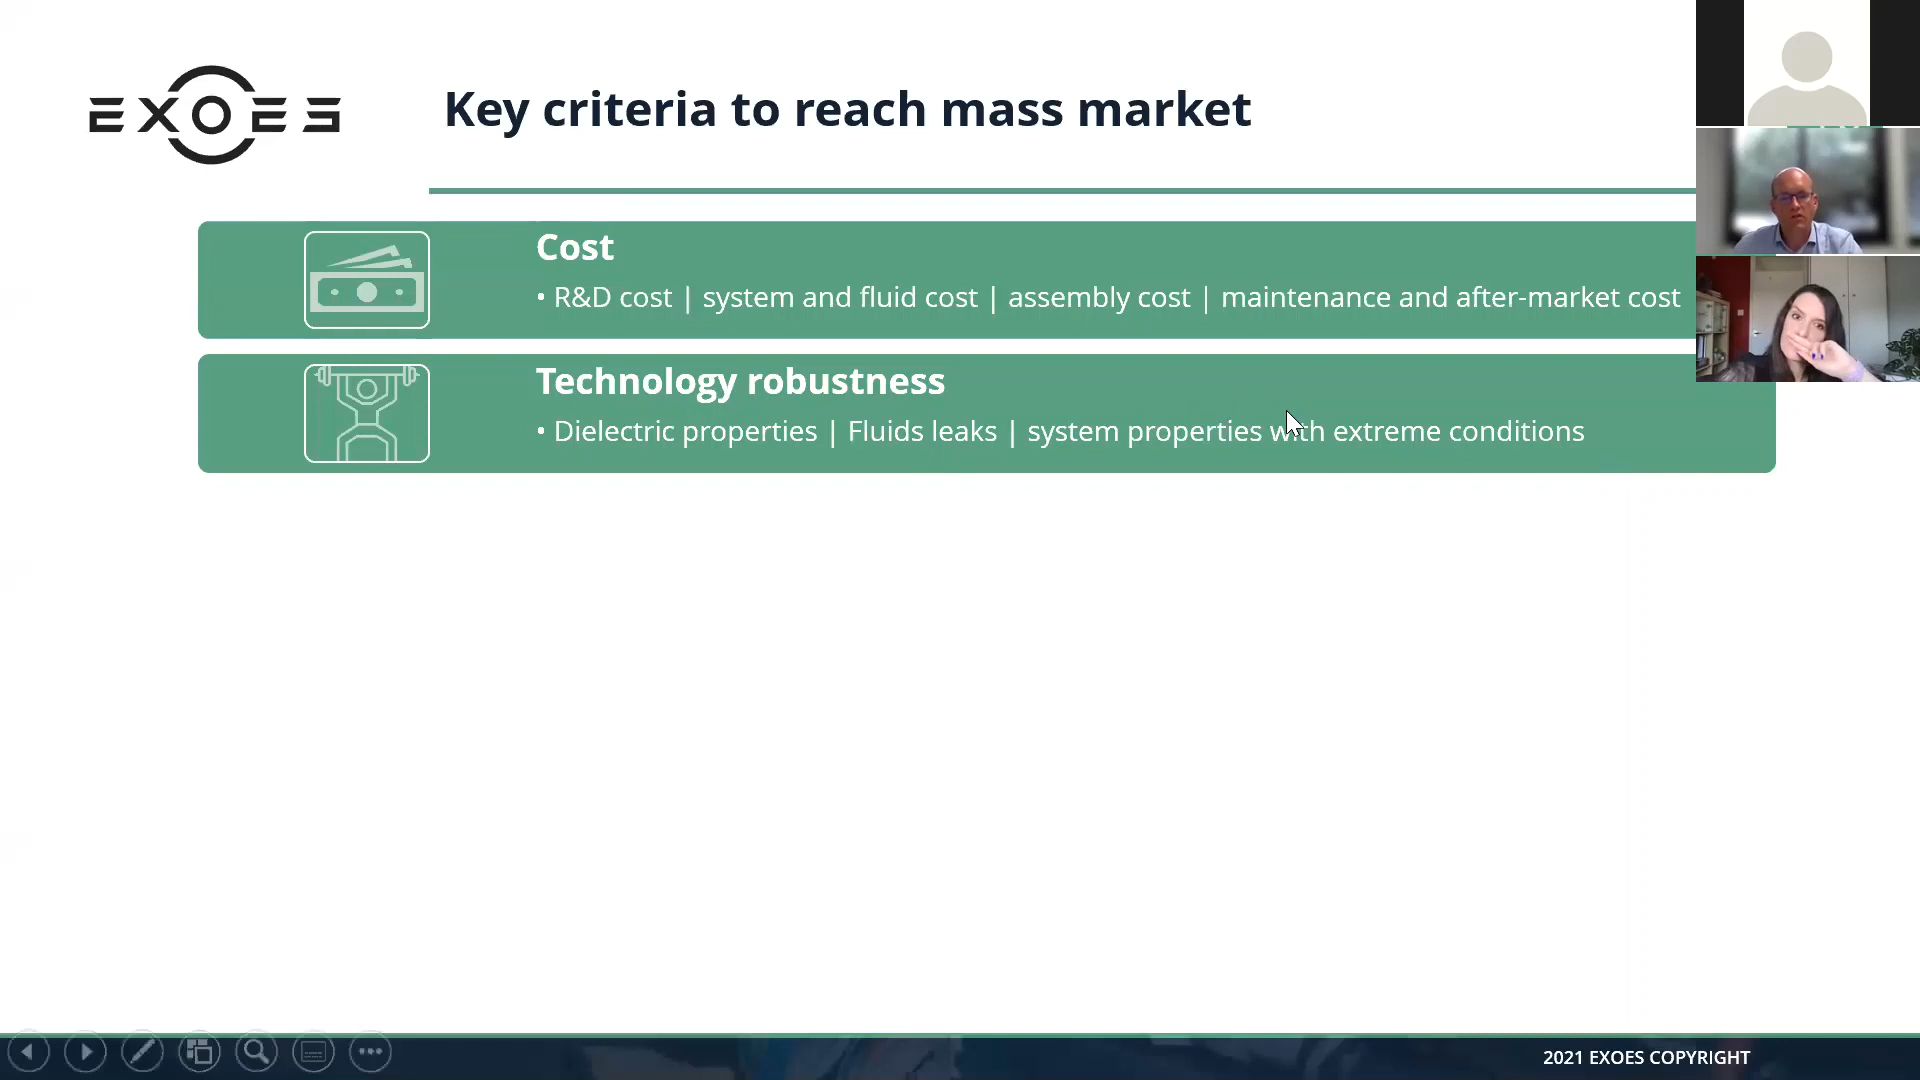 EXOES
Key criteria to reach mass market
Cost
• R&D cost | system and fluid cost | assembly cost | maintenance and after-market cost
Technology robustness
• Dielectric properties | Fluids leaks | system properties with extreme conditions
2021 EXOES COPYRIGHT